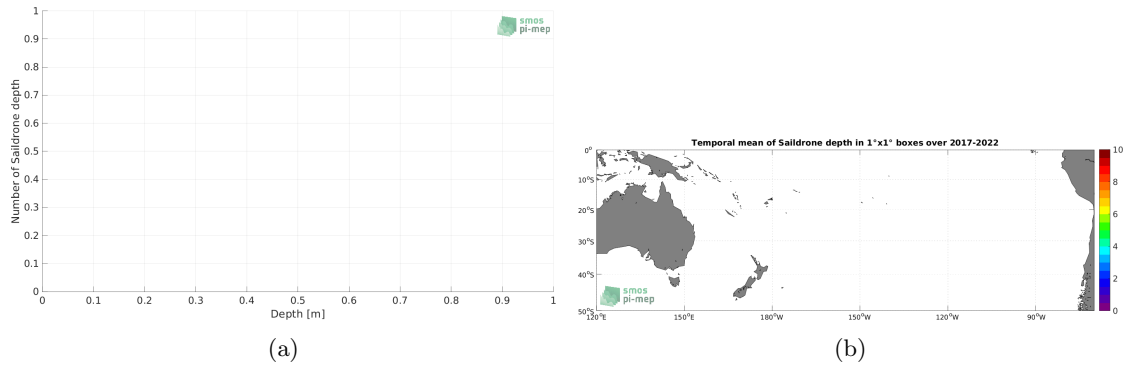 1
0.9
0.8
0.7
0.6
0.5
0.4
0.3
0.2
0.1
0
Number of Saildrone depth
0 0.1 0.2 0.3 0.4 0.5 0.6 0.7 0.8 0.9 1
Depth [m]
smos
pi-mep
(a)
Temporal mean of Saildrone depth in 1°x1° boxes over 2017-2022
0°
10°S
20°S
30°S
40°S
50°S
120°E 150°E 180°W 150°W 120°W 90°W
smos
pi-mep
10
8
6
4
2
0
(b)